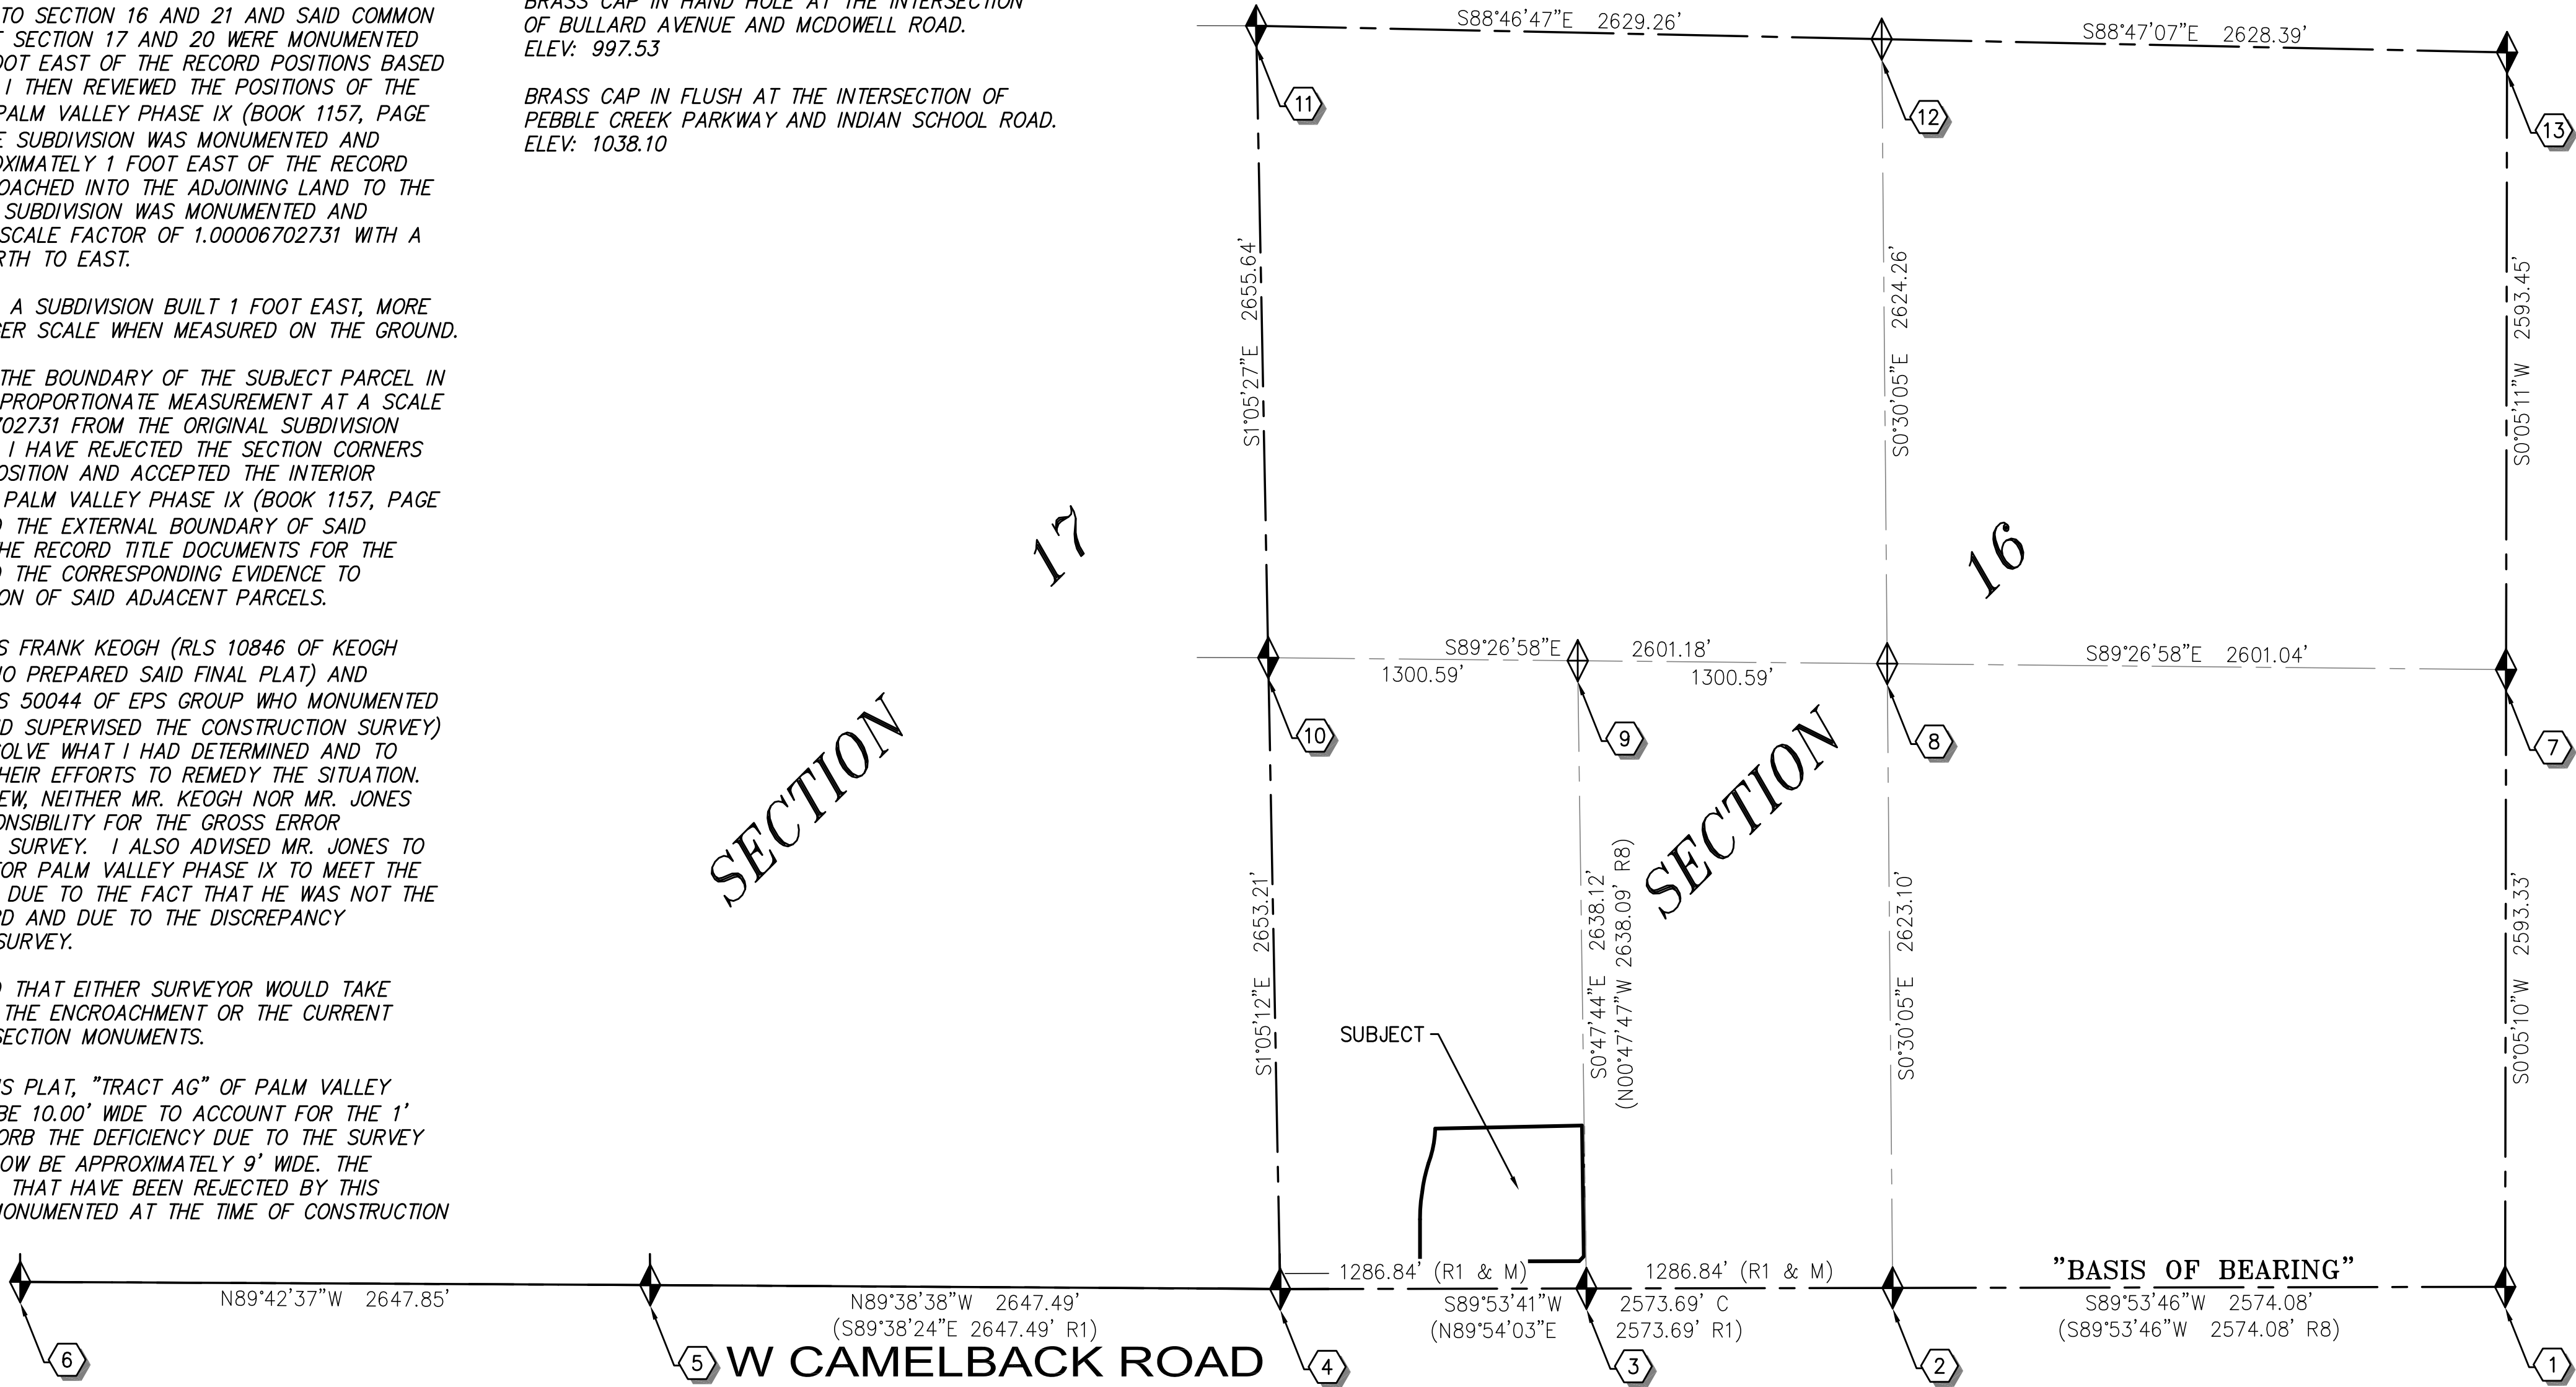 TO SECTION 16 AND 21 AND SAID COMMON
SECTION 17 AND 20 WERE MONUMENTED
OOT EAST OF THE RECORD POSITIONS BASED
I THEN REVIEWED THE POSITIONS OF THE
PALM VALLEY PHASE IX (BOOK 1157, PAGE
E SUBDIVISION WAS MONUMENTED AND
OXIMATELY 1 FOOT EAST OF THE RECORD
OACHED INTO THE ADJOINING LAND TO THE
SUBDIVISION WAS MONUMENTED AND
SCALE FACTOR OF 1.00006702731 WITH A
RTH TO EAST.
A SUBDIVISION BUILT 1 FOOT EAST, MORE
GER SCALE WHEN MEASURED ON THE GROUND.
THE BOUNDARY OF THE SUBJECT PARCEL IN
PROPORTIONATE MEASUREMENT AT A SCALE
702731 FROM THE ORIGINAL SUBDIVISION
I HAVE REJECTED THE SECTION CORNERS
OSITION AND ACCEPTED THE INTERIOR
PALM VALLEY PHASE IX (BOOK 1157, PAGE
D THE EXTERNAL BOUNDARY OF SAID
HE RECORD TITLE DOCUMENTS FOR THE
D THE CORRESPONDING EVIDENCE TO
ON OF SAID ADJACENT PARCELS.
S FRANK KEOGH (RLS 10846 OF KEOGH
HO PREPARED SAID FINAL PLAT) AND
S 50044 OF EPS GROUP WHO MONUMENTED
ND SUPERVISED THE CONSTRUCTION SURVEY)
SOLVE WHAT I HAD DETERMINED AND TO
HEIR EFFORTS TO REMEDY THE SITUATION.
EW, NEITHER MR. KEOGH NOR MR. JONES
ONSIBILITY FOR THE GROSS ERROR
SURVEY. I ALSO ADVISED MR. JONES TO
FOR PALM VALLEY PHASE IX TO MEET THE
DUE TO THE FACT THAT HE WAS NOT THE
RD AND DUE TO THE DISCREPANCY
SURVEY.
D THAT EITHER SURVEYOR WOULD TAKE
THE ENCROACHMENT OR THE CURRENT
SECTION MONUMENTS.
IS PLAT, "TRACT AG" OF PALM VALLEY
BE 10.00' WIDE TO ACCOUNT FOR THE 1'
ORB THE DEFICIENCY DUE TO THE SURVEY
OW BE APPROXIMATELY 9' WIDE. THE
THAT HAVE BEEN REJECTED BY THIS
MONUMENTED AT THE TIME OF CONSTRUCTION
BRASS CAP IN HAND HOLE AT THE INTERSECTION
OF BULLARD AVENUE AND MCDOWELL ROAD.
ELEV: 997.53
BRASS CAP IN FLUSH AT THE INTERSECTION OF
PEBBLE CREEK PARKWAY AND INDIAN SCHOOL ROAD.
ELEV: 1038.10
S88°46'47"E 2629.26'
S88°47'07"E 2628.39'
11
12
13
S1°05'27"E 2655.64'
S0°30'05"E 2624.26'
S0°05'11"W 2593.45'
SECTION 17
SECTION 16
S89°26'58"E 2601.18'
1300.59'
1300.59'
S89°26'58"E 2601.04'
10
9
8
7
S1°05'12"E 2653.21'
S0°47'44"E 2638.12'
(N00°47'47"W 2638.09' R8)
S0°30'05"E 2623.10'
S0°05'10"W 2593.33'
SUBJECT
1286.84' (R1 & M)
1286.84' (R1 & M)
"BASIS OF BEARING"
N89°42'37"W 2647.85'
N89°38'38"W 2647.49'
(S89°38'24"E 2647.49' R1)
S89°53'41"W 2573.69' C
(N89°54'03"E 2573.69' R1)
S89°53'46"W 2574.08'
(S89°53'46"W 2574.08' R8)
6
5
W CAMELBACK ROAD
4
3
2
1